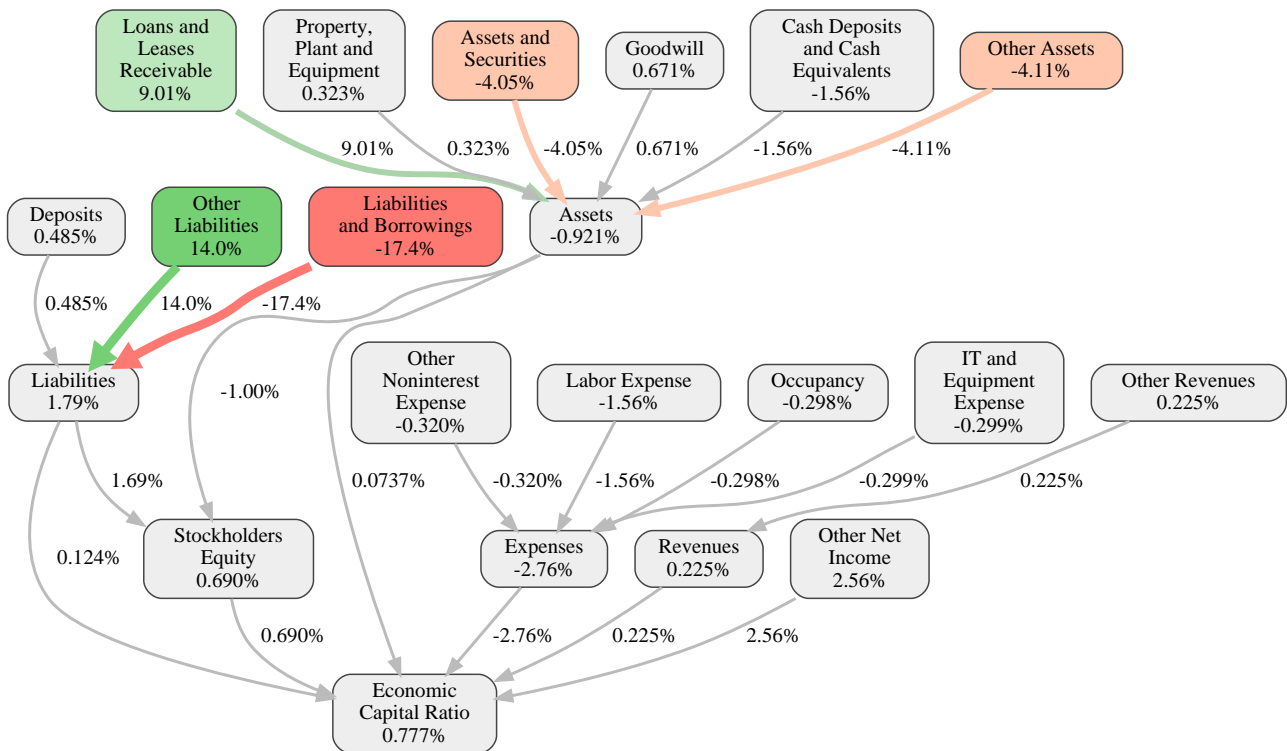 Loans and
Leases
Receivable
9.01%
Property,
Plant and
Equipment
0.323%
Assets and
Securities
-4.05%
Goodwill
0.671%
Cash Deposits
and Cash
Equivalents
-1.56%
Other Assets
-4.11%
9.01%
0.323%
-4.05%
0.671%
-1.56%
-4.11%
Deposits
0.485%
Other
Liabilities
14.0%
Liabilities
and Borrowings
-17.4%
Assets
-0.921%
0.485%
14.0%
-17.4%
Liabilities
1.79%
-1.00%
Other
Noninterest
Expense
-0.320%
Labor Expense
-1.56%
Occupancy
-0.298%
IT and
Equipment
Expense
-0.299%
Other Revenues
0.225%
1.69%
0.0737%
-0.320%
-1.56%
-0.298%
-0.299%
0.225%
0.124%
Stockholders
Equity
0.690%
Expenses
-2.76%
Revenues
0.225%
Other Net
Income
2.56%
0.690%
-2.76%
0.225%
2.56%
Economic
Capital Ratio
0.777%